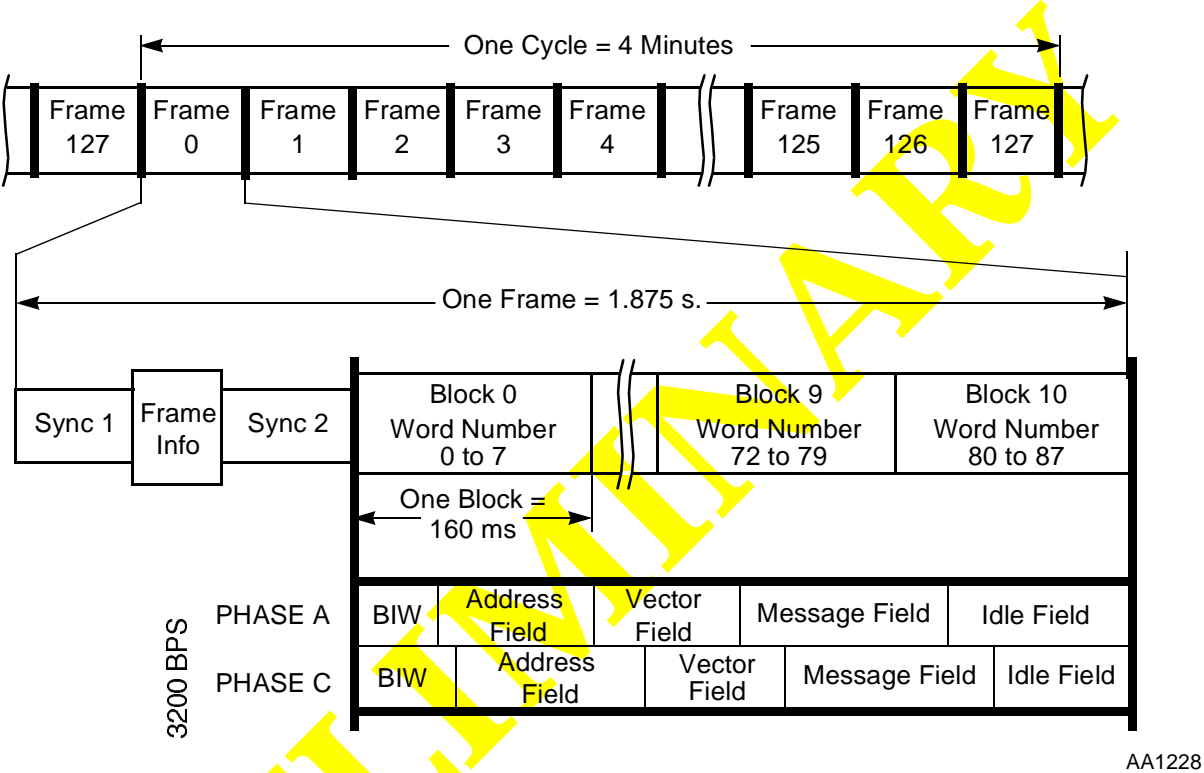 One Cycle = 4 Minutes
Frame 127
Frame 0
Frame 1
Frame 2
Frame 3
Frame 4
Frame 125
Frame 126
Frame 127
One Frame = 1.875 s.
Sync 1
Frame Info
Sync 2
Block 0
Word Number
0 to 7
Block 9
Word Number
72 to 79
Block 10
Word Number
80 to 87
One Block =
160 ms
3200 BPS
PHASE A
BIW
Address
Field
Vector
Field
Message Field
Idle Field
PHASE C
BIW
Address
Field
Vector
Field
Message Field
Idle Field
LIMINARY
AA1228